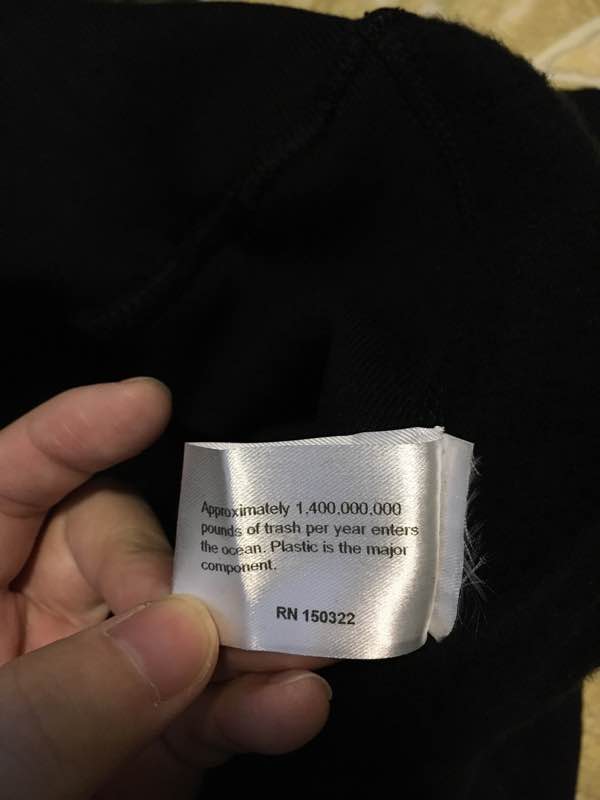 Approximately 1,400,000,000
pounds of trash per year enters
the ocean. Plastic is the major
component.
RN 150322